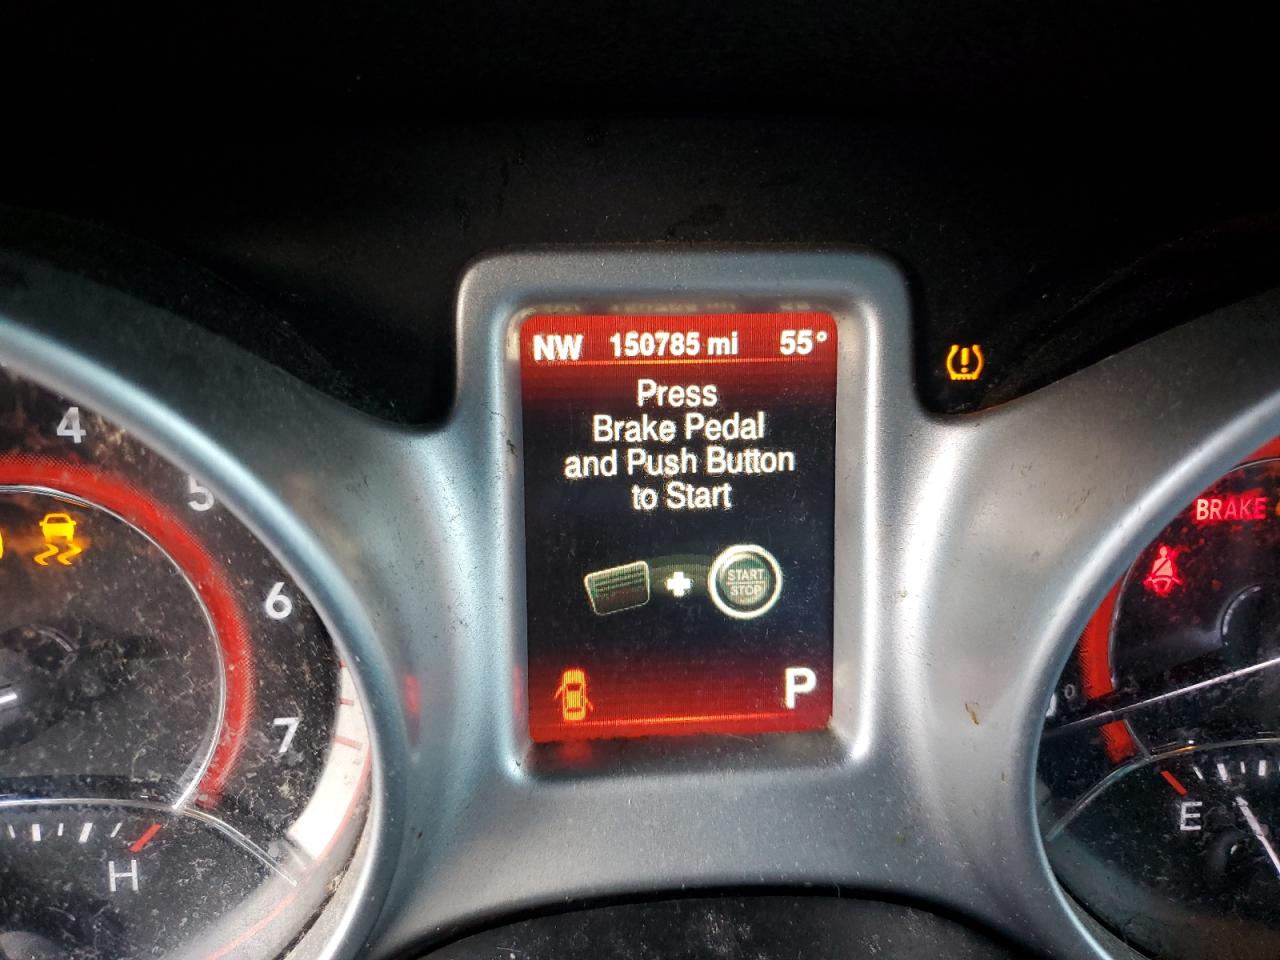 NW 150785 mi 55°
Press
Brake Pedal
and Push Button
to Start
START
STOP
P
4
5
6
7
H
BRAKE
E